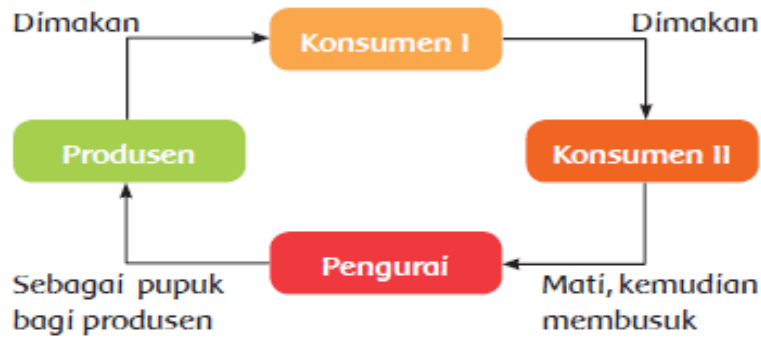 Dimakan
Konsumen I
Dimakan
Produsen
Konsumen II
Pengurai
Sebagai pupuk
bagi produsen
Mati, kemudian
membusuk